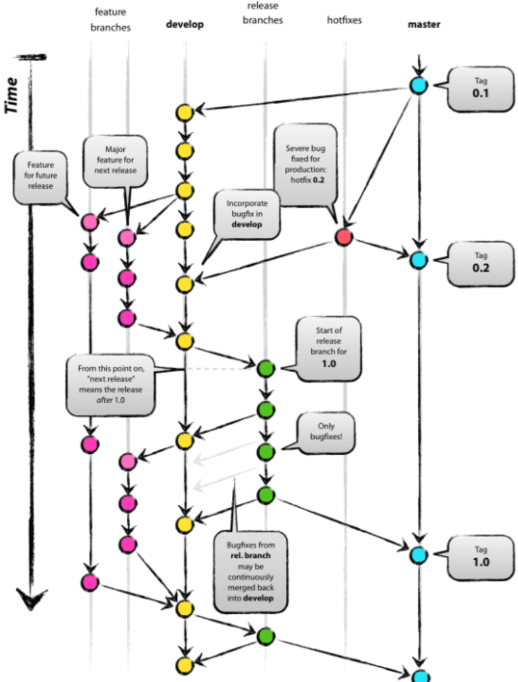 feature
branches
develop
release
branches
hotfixes
master
Time
Tag
0.1
Feature
for future
release
Major
feature for
next release
Severe bug
fixed for
production:
hotfix 0.2
Incorporate
bugfix in
develop
Tag
0.2
Start of
release
branch for
1.0
From this point on,
"next release"
means the release
after 1.0
Only
bugfixes!
Bugfixes from
rel. branch
may be
continuously
merged back
into develop
Tag
1.0